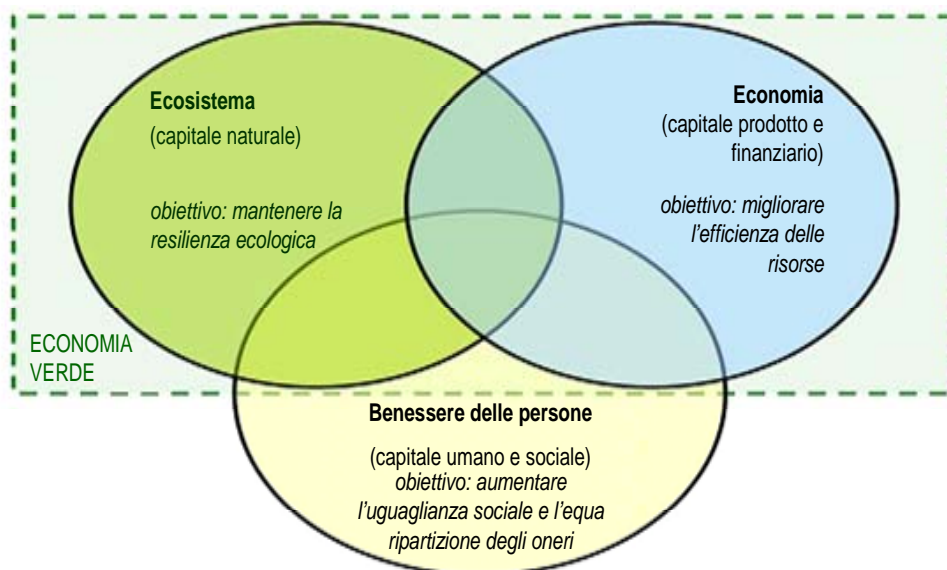 Ecosistema
(capitale naturale)
obiettivo: mantenere la
resilienza ecologica
Economia
(capitale prodotto e
finanziario)
obiettivo: migliorare
l'efficienza delle
risorse
ECONOMIA
VERDE
Benessere delle persone
(capitale umano e sociale)
obiettivo: aumentare
l'uguaglianza sociale e l'equa
ripartizione degli oneri